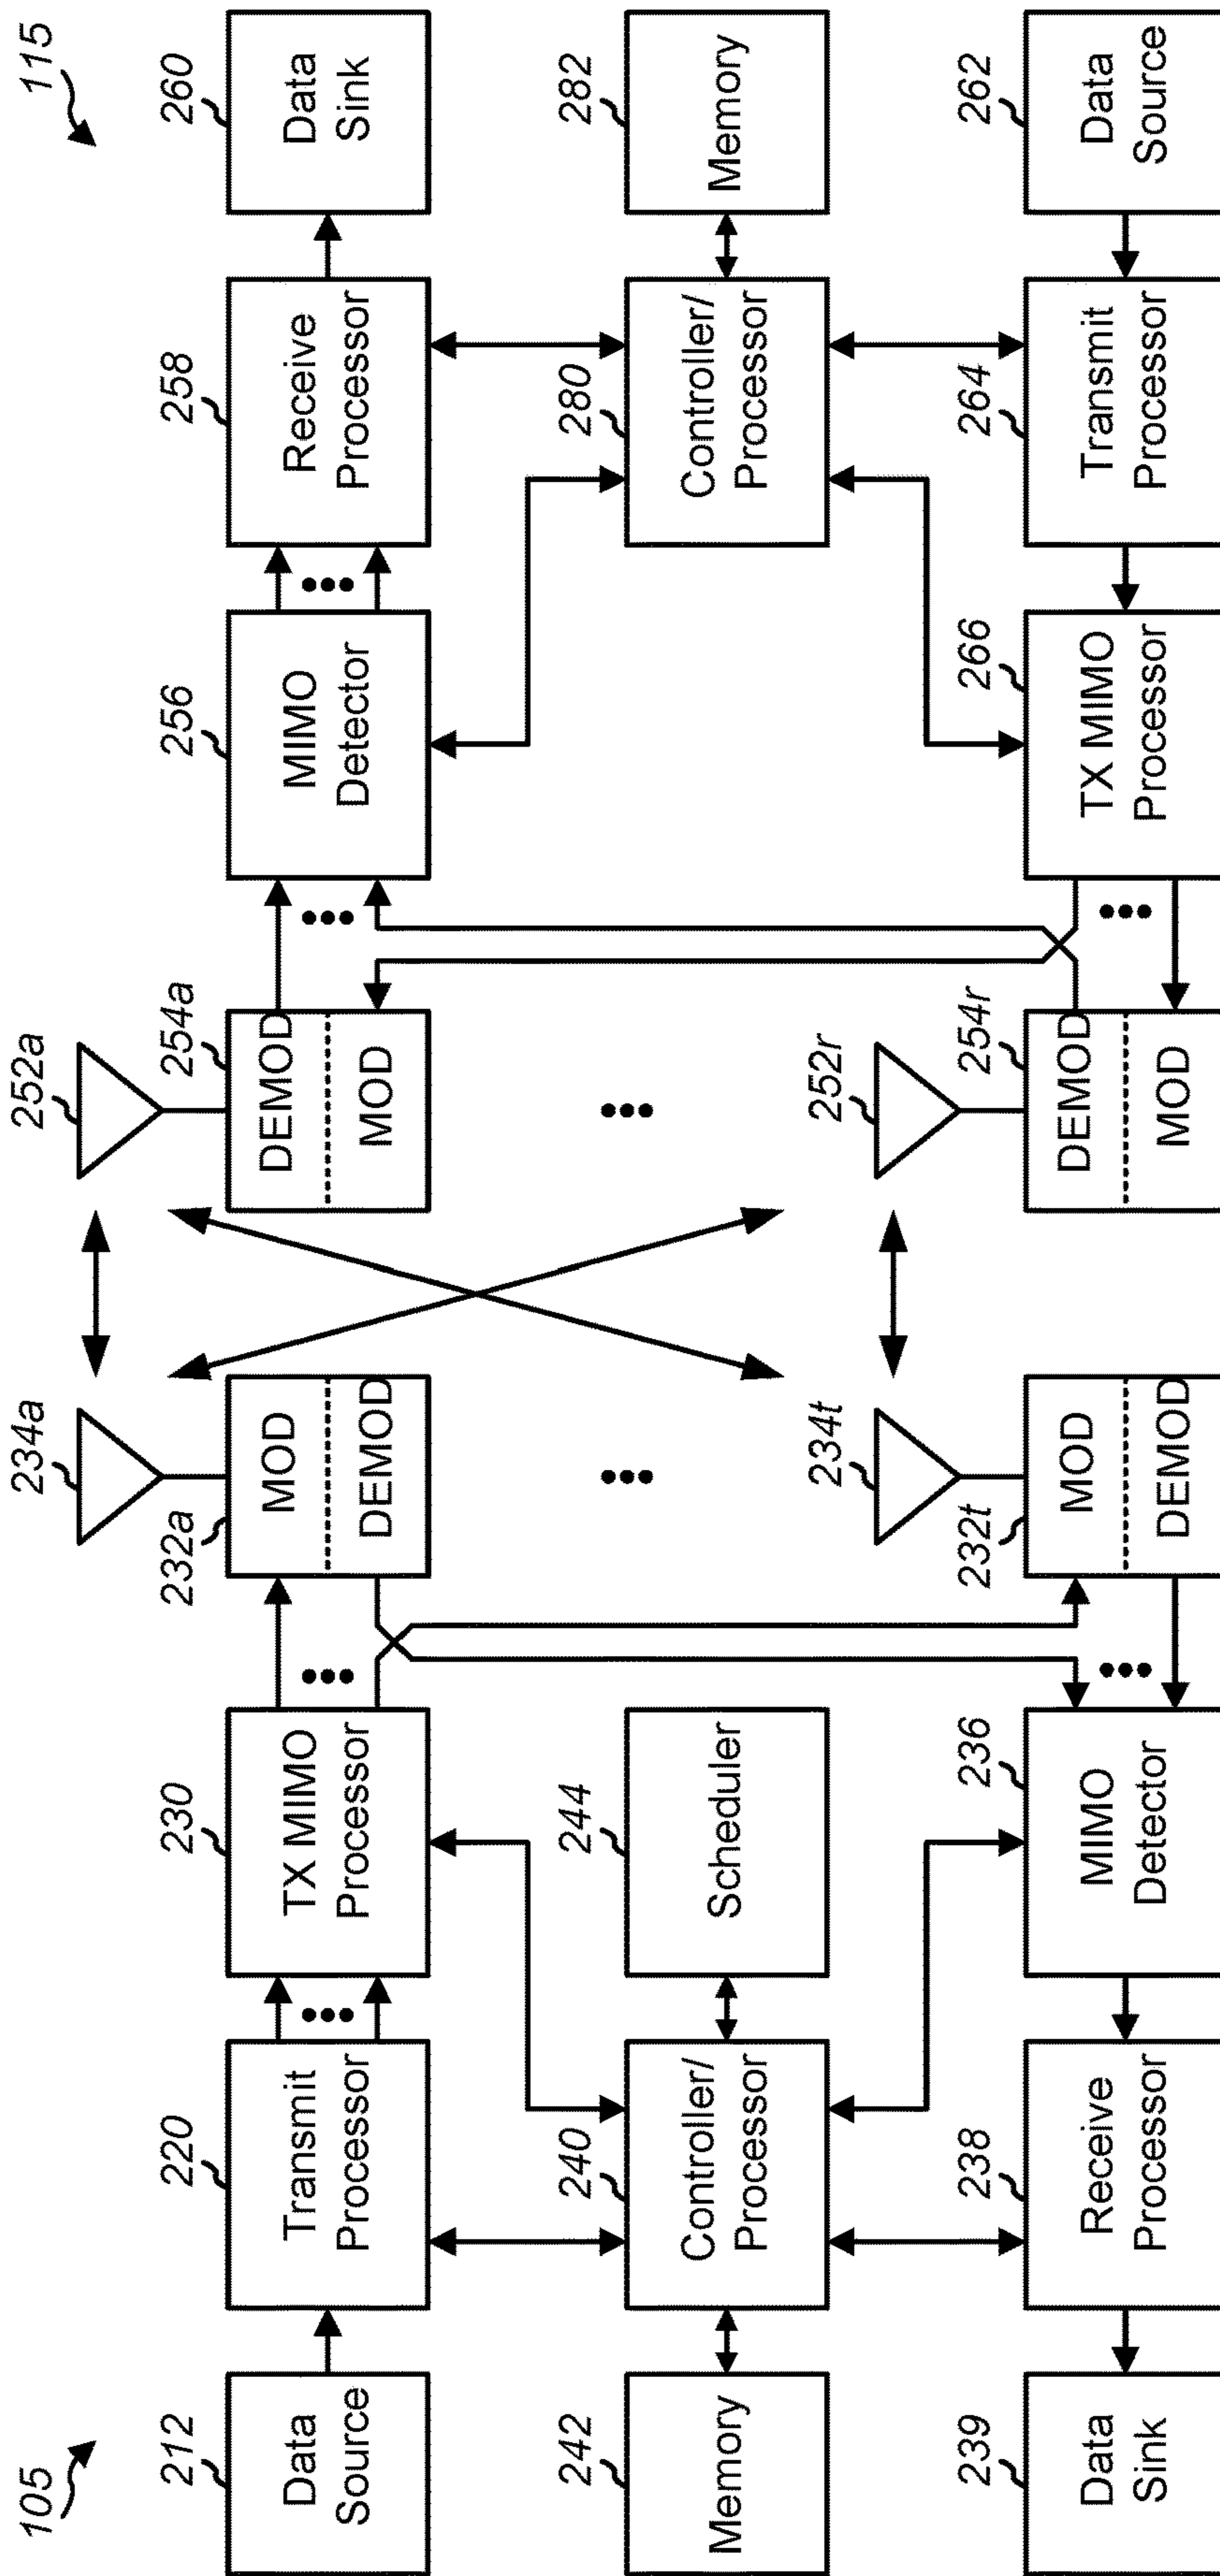 105
115
212
Data
Source
220
Transmit
Processor
230
TX MIMO
Processor
232a
MOD
DEMOD
234a
252a
254a
DEMOD
MOD
256
MIMO
Detector
258
Receive
Processor
260
Data
Sink
242
Memory
240
Controller/
Processor
244
Scheduler
280
Controller/
Processor
282
Memory
239
Data
Sink
238
Receive
Processor
236
MIMO
Detector
232t
MOD
DEMOD
234t
252r
254r
DEMOD
MOD
266
TX MIMO
Processor
264
Transmit
Processor
262
Data
Source